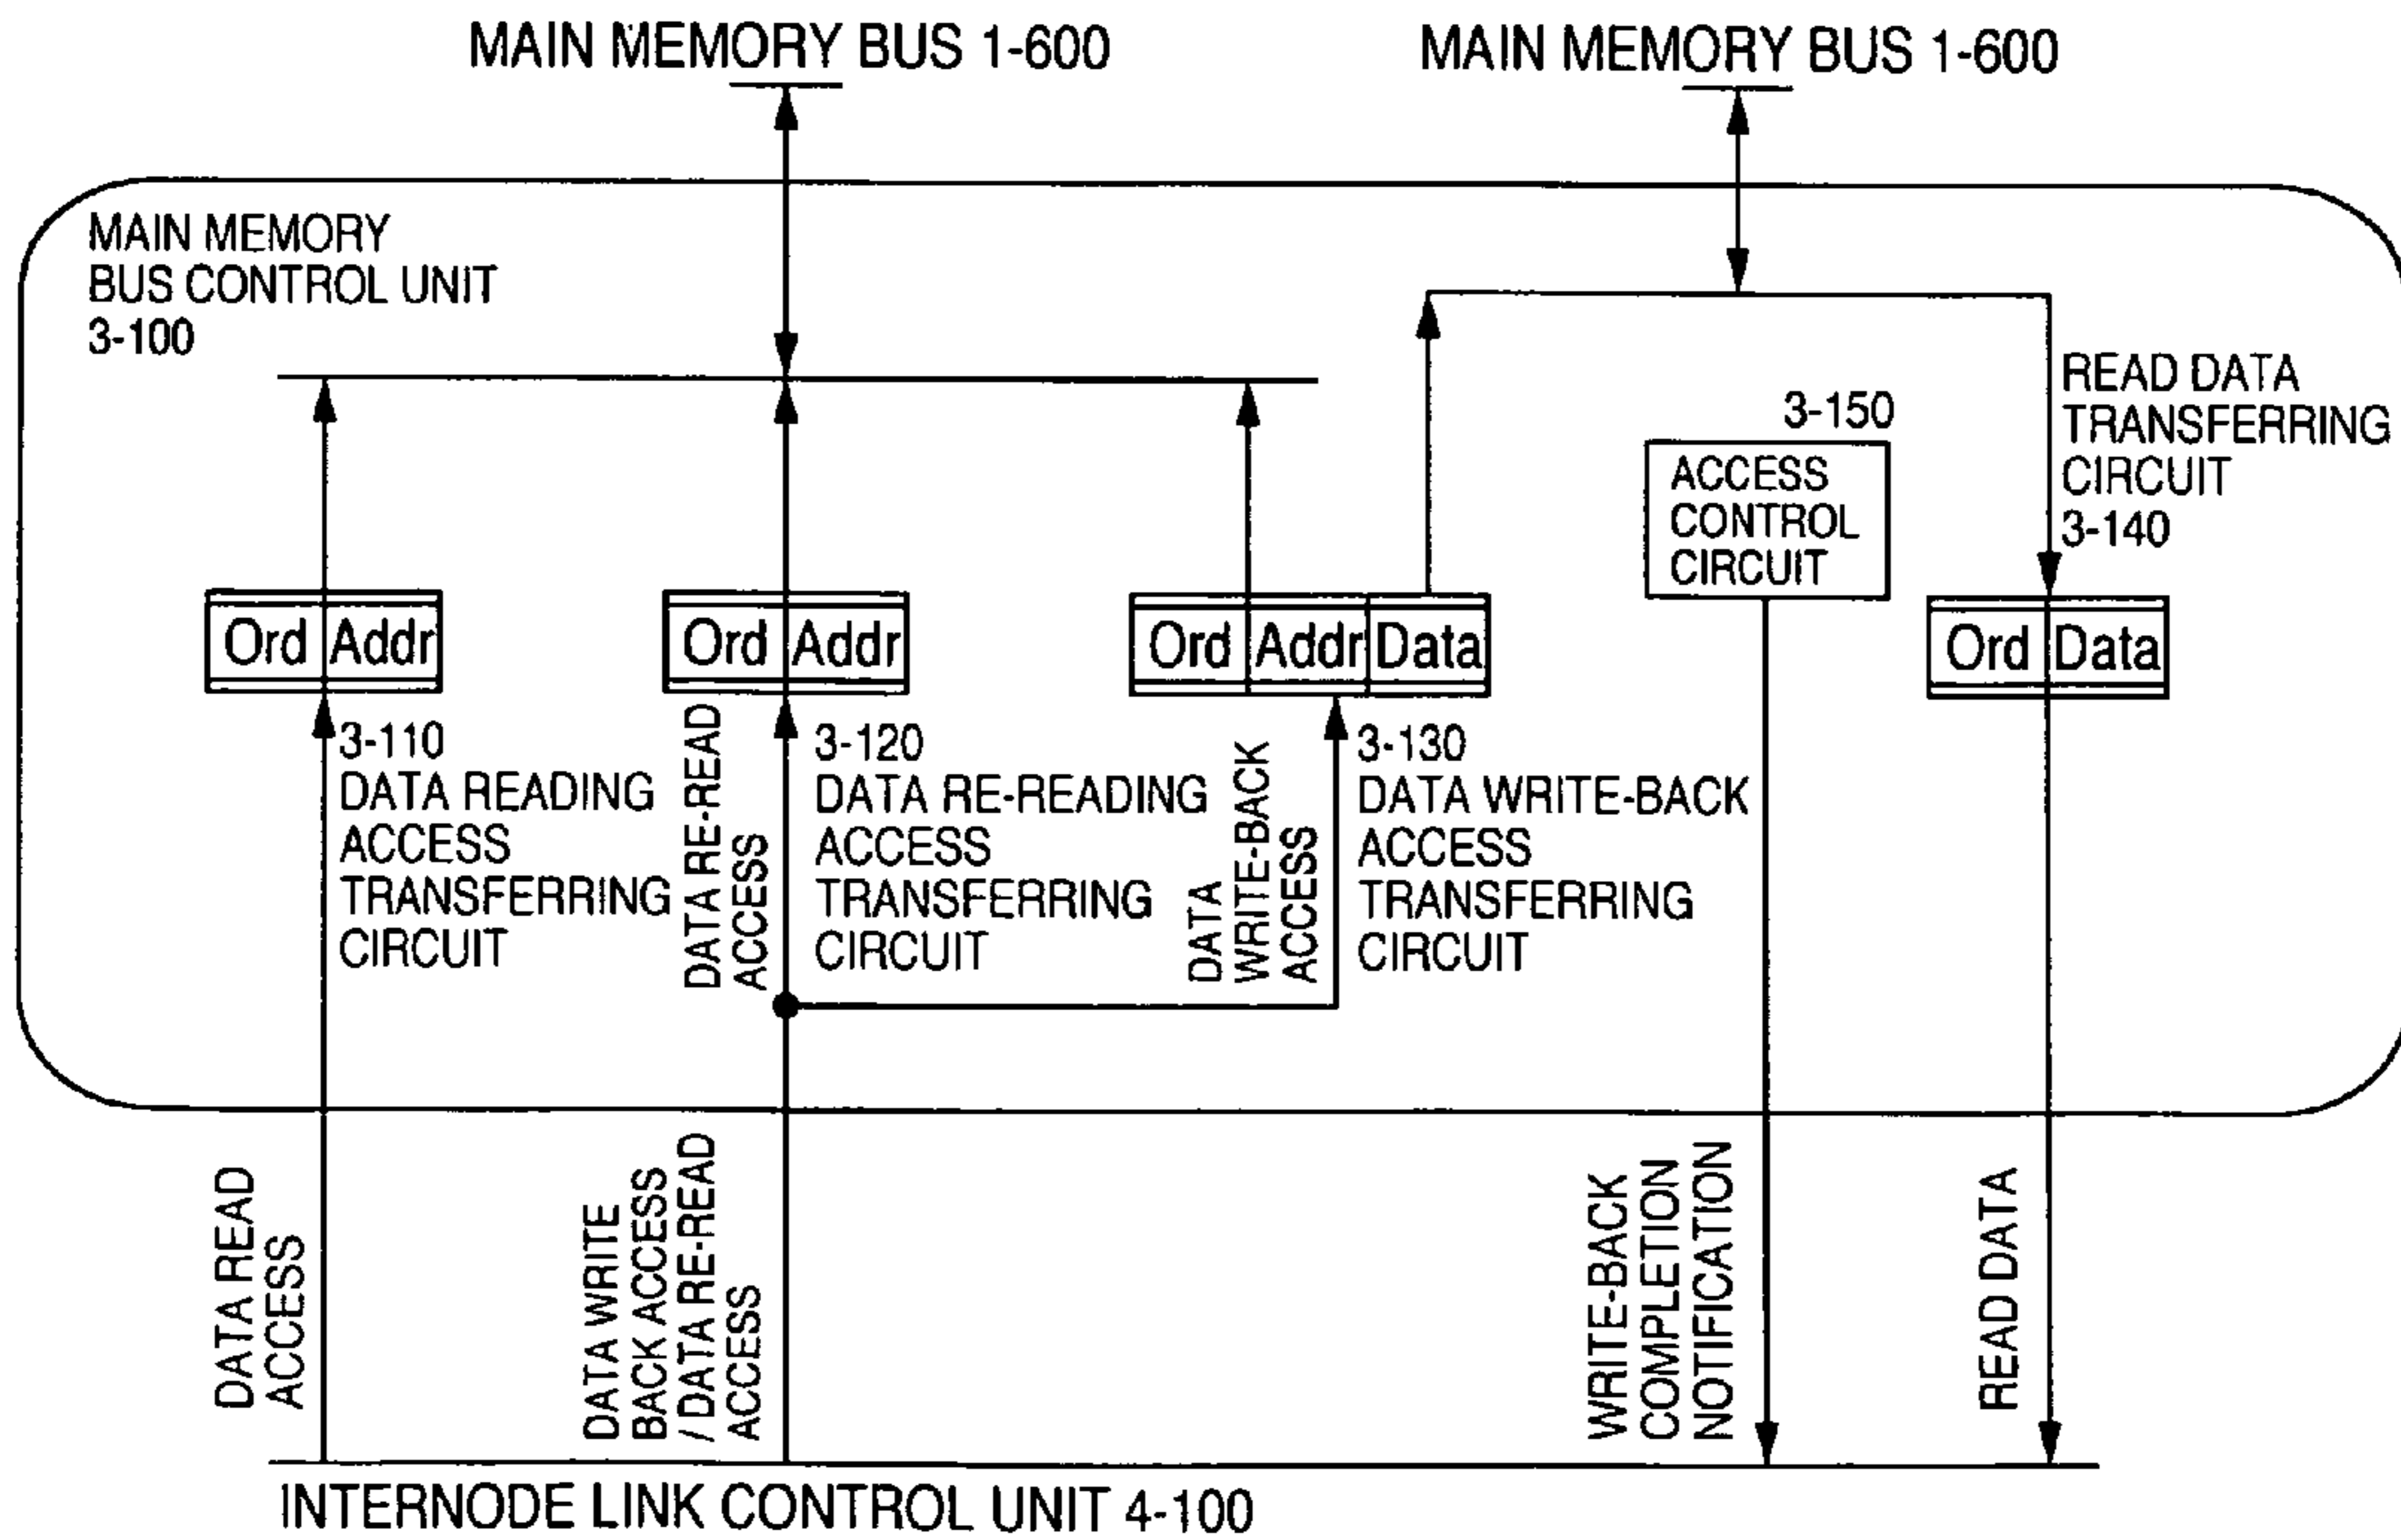 MAIN MEMORY BUS 1-600
MAIN MEMORY BUS 1-600
MAIN MEMORY
BUS CONTROL UNIT
3-100
READ DATA
TRANSFERRING
CIRCUIT
3-140
3-150
ACCESS
CONTROL
CIRCUIT
Ord Addr
Ord Addr
Ord Addr Data
Ord Data
3-110
DATA READING
ACCESS
TRANSFERRING
CIRCUIT
DATA RE-READ
ACCESS
3-120
DATA RE-READING
ACCESS
TRANSFERRING
CIRCUIT
DATA
WRITE-BACK
ACCESS
3-130
DATA WRITE-BACK
ACCESS
TRANSFERRING
CIRCUIT
DATA READ
ACCESS
DATA WRITE
BACK ACCESS
/ DATA RE-READ
ACCESS
WRITE-BACK
COMPLETION
NOTIFICATION
READ DATA
INTERNODE LINK CONTROL UNIT 4-100